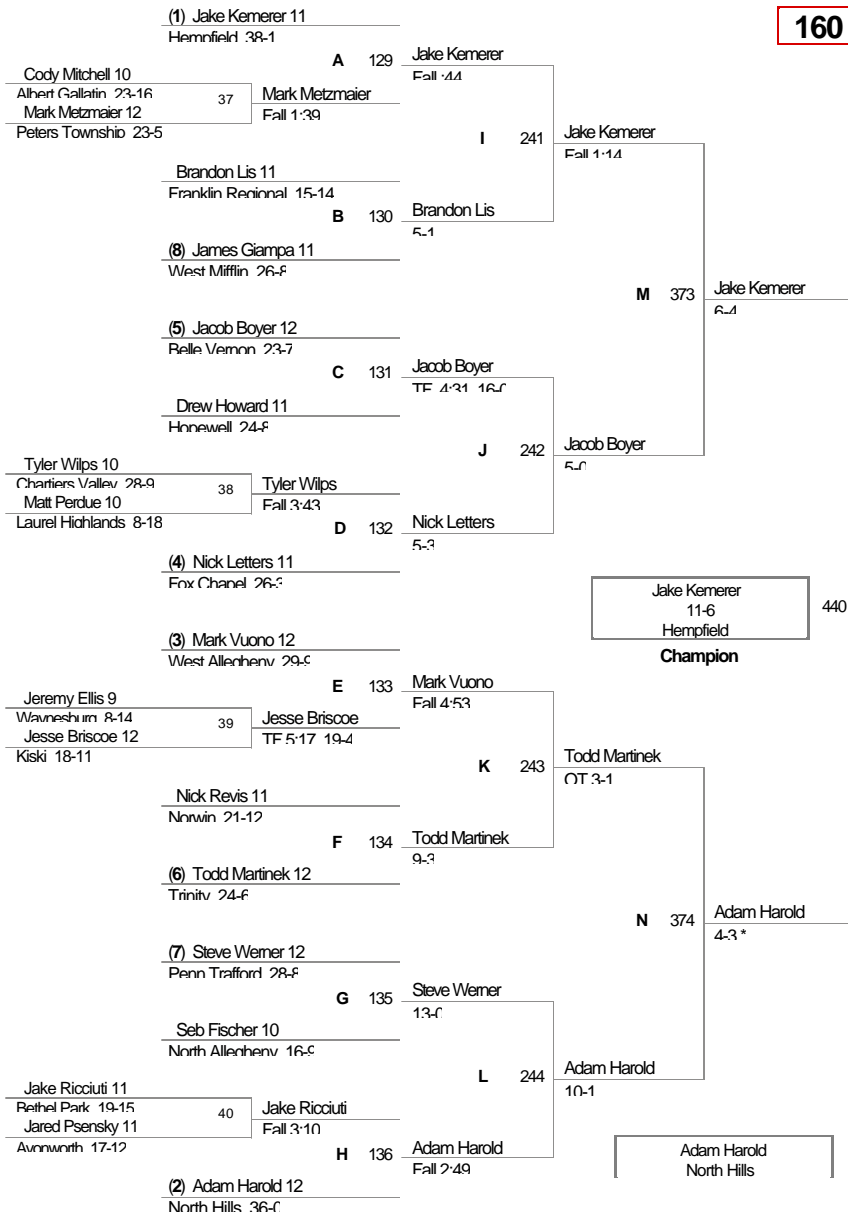 (1) Jake Kemerer 11
160
Hempfield 38-1
A 129 Jake Kemerer
Fall :44
Cody Mitchell 10
Albert Gallatin 23-16
37 Mark Metzmaier
Mark Metzmaier 12
Fall 1:39
Peters Township 23-5
I 241 Jake Kemerer
Fall 1:14
Brandon Lis 11
Franklin Regional 15-14
B 130 Brandon Lis
5-1
(8) James Giampa 11
West Mifflin 26-8
M 373 Jake Kemerer
6-4
(5) Jacob Boyer 12
Belle Vernon 23-7
C 131 Jacob Boyer
TF 4:31 16-0
Drew Howard 11
Hopewell 24-8
J 242 Jacob Boyer
5-0
Tyler Wilps 10
Chartiers Valley 28-9
38 Tyler Wilps
Matt Perdue 10
Fall 3:43
Laurel Highlands 8-18
D 132 Nick Letters
5-3
(4) Nick Letters 11
Fox Chapel 26-3
Jake Kemerer
11-6
440
Hempfield
Champion
(3) Mark Vuono 12
West Allegheny 29-9
E 133 Mark Vuono
Fall 4:53
Jeremy Ellis 9
Waynesburg 8-14
39 Jesse Briscoe
Jesse Briscoe 12
TF 5:17 19-4
Kiski 18-11
K 243 Todd Martinek
OT 3-1
Nick Revis 11
Norwin 21-12
F 134 Todd Martinek
9-3
(6) Todd Martinek 12
Trinity 24-6
N 374 Adam Harold
4-3 *
(7) Steve Werner 12
Penn Trafford 28-8
G 135 Steve Werner
13-0
Seb Fischer 10
North Allegheny 16-9
L 244 Adam Harold
10-1
Jake Ricciuti 11
Bethel Park 19-15
40 Jake Ricciuti
Jared Psensky 11
Fall 3:10
Avonworth 17-12
H 136 Adam Harold
Fall 2:49
Adam Harold
North Hills
(2) Adam Harold 12
North Hills 36-0